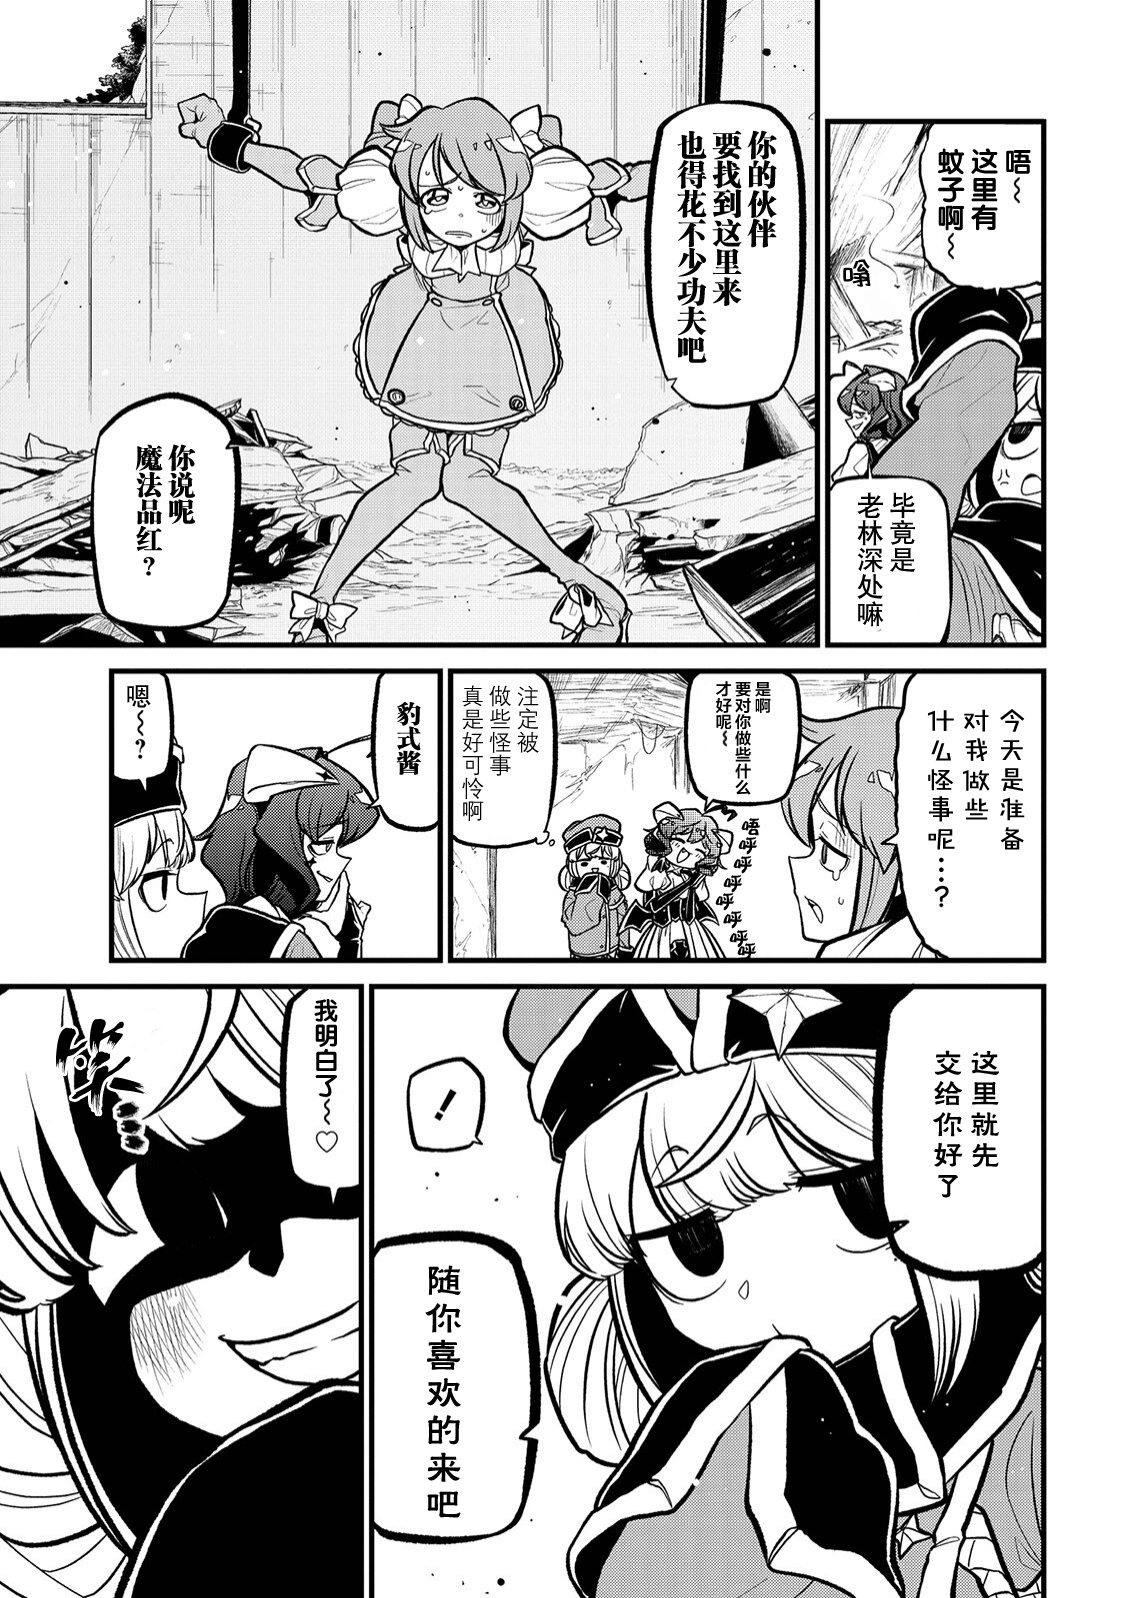 唔～
这里有
蚊子啊～
嗡
毕竟是
老林深处嘛
你的伙伴
要找到这里来
也得花不少功夫吧
你说呢
魔法品红？
今天是准备
对我做些
什么怪事呢…？
是啊
要对你做些什么
才好呢～
唔呼呼呼呼呼呼
注定被
做些怪事
真是好可怜啊
豹式酱
嗯～？
这里就先
交给你好了
！
随你喜欢的来吧
我明白了～♡
笑